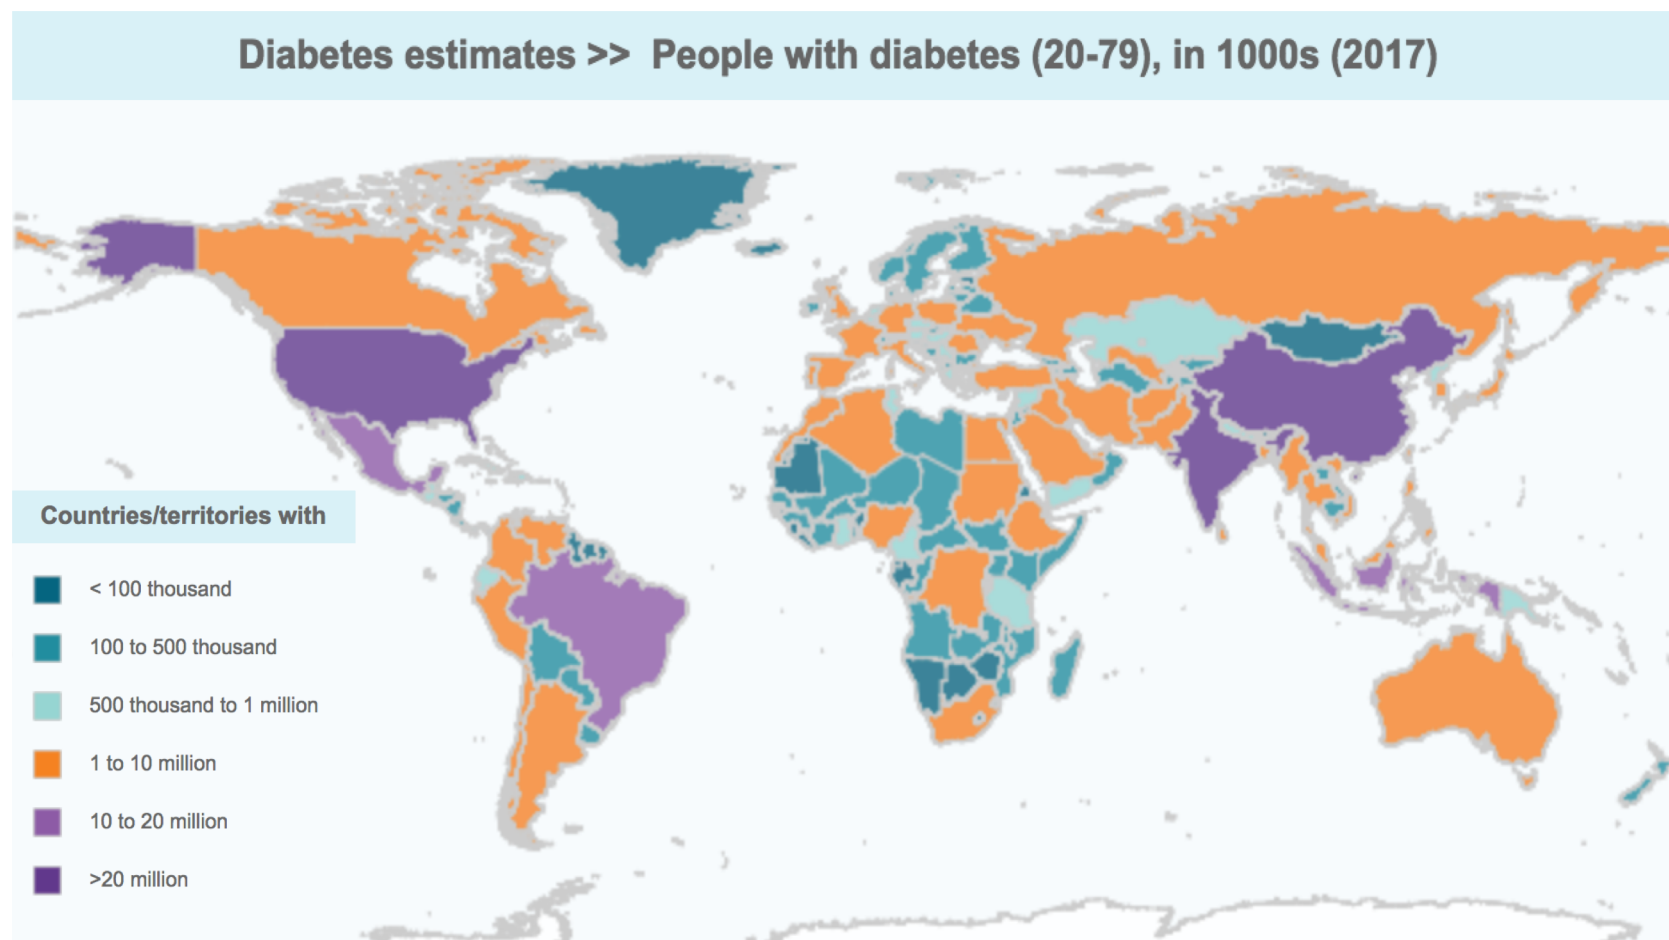 Diabetes estimates >> People with diabetes (20-79), in 1000s (2017)
Countries/territories with
< 100 thousand
100 to 500 thousand
500 thousand to 1 million
1 to 10 million
10 to 20 million
>20 million